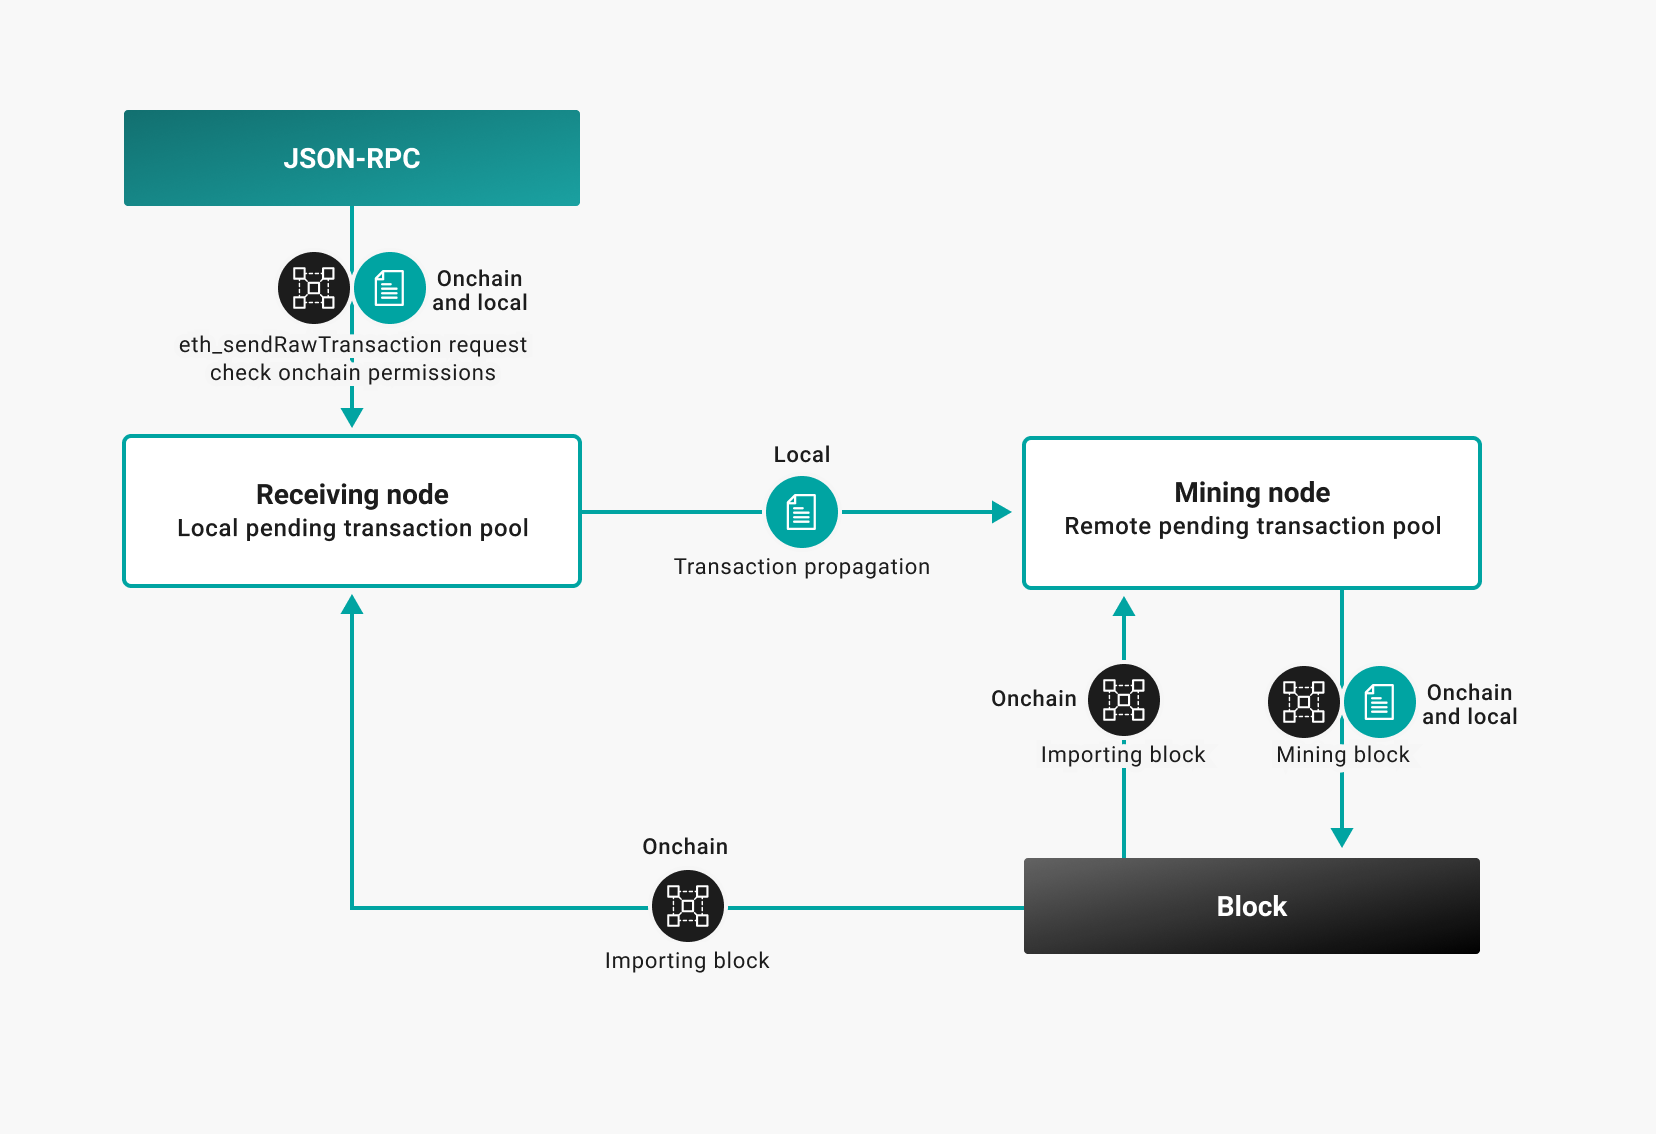 JSON-RPC
Onchain
and local
eth_sendRawTransaction request
check onchain permissions
Receiving node
Local pending transaction pool
Local
Transaction propagation
Mining node
Remote pending transaction pool
Onchain
Importing block
Onchain
and local
Mining block
Onchain
Importing block
Block